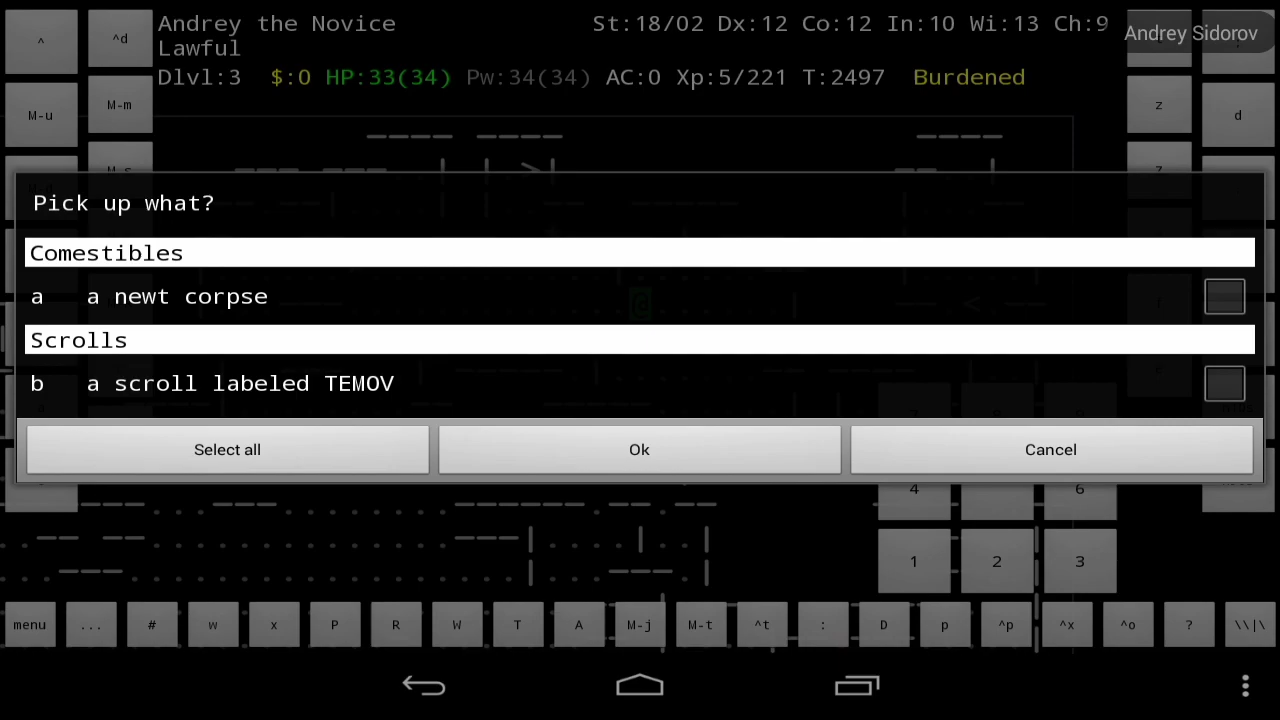 Andrey the Novice St:18/02 Dx:12 Co:12 In:10 Wi:13 Ch:9
Andrey Sidorov
Lawful
Dlvl:3 $:0 HP:33(34) Pw:34(34) AC:0 Xp:5/221 T:2497 Burdened
^ ^d
M-u M-m z d
Pick up what?
Comestibles
a a newt corpse
Scrolls
b a scroll labeled TEMOV
Select all Ok Cancel
4 6
1 2 3
menu ... # w x P R W T A M-j M-t ^t : D p ^p ^x ^o ? \\|\